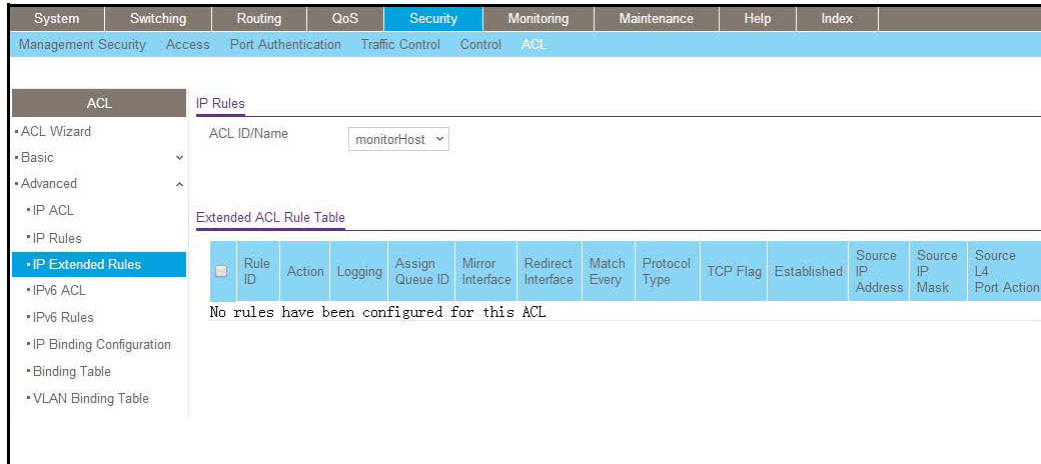 System Switching Routing QoS Security Monitoring Maintenance Help Index
Management Security Access Port Authentication Traffic Control Control ACL
ACL
ACL Wizard
Basic
Advanced
IP ACL
IP Rules
IP Extended Rules
IPv6 ACL
IPv6 Rules
IP Binding Configuration
Binding Table
VLAN Binding Table
IP Rules
ACL ID/Name monitorHost
Extended ACL Rule Table
Rule ID Action Logging Assign Queue ID Mirror Interface Redirect Interface Match Every Protocol Type TCP Flag Established Source IP Address Source IP Mask Source L4 Port Action
No rules have been configured for this ACL